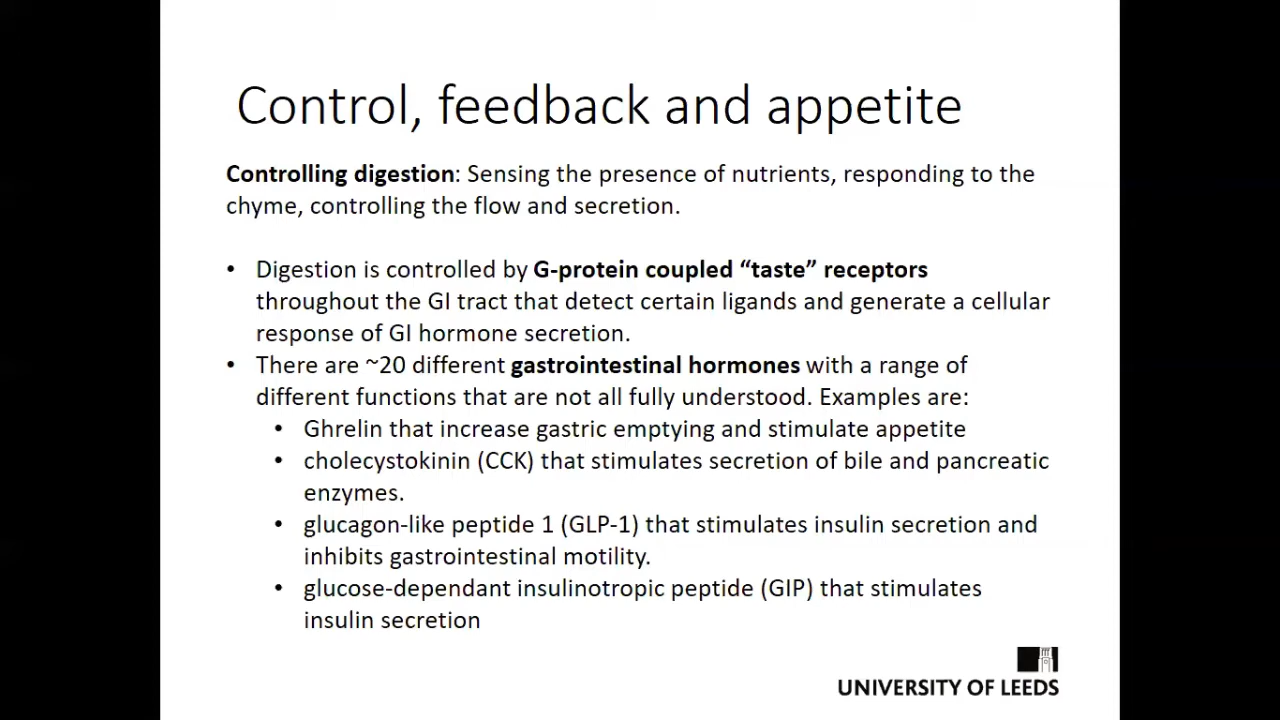 Control, feedback and appetite
Controlling digestion: Sensing the presence of nutrients, responding to the
chyme, controlling the flow and secretion.
• Digestion is controlled by G-protein coupled “taste” receptors
throughout the GI tract that detect certain ligands and generate a cellular
response of GI hormone secretion.
• There are ~20 different gastrointestinal hormones with a range of
different functions that are not all fully understood. Examples are:
• Ghrelin that increase gastric emptying and stimulate appetite
• cholecystokinin (CCK) that stimulates secretion of bile and pancreatic
enzymes.
• glucagon-like peptide 1 (GLP-1) that stimulates insulin secretion and
inhibits gastrointestinal motility.
• glucose-dependant insulinotropic peptide (GIP) that stimulates
insulin secretion
UNIVERSITY OF LEEDS